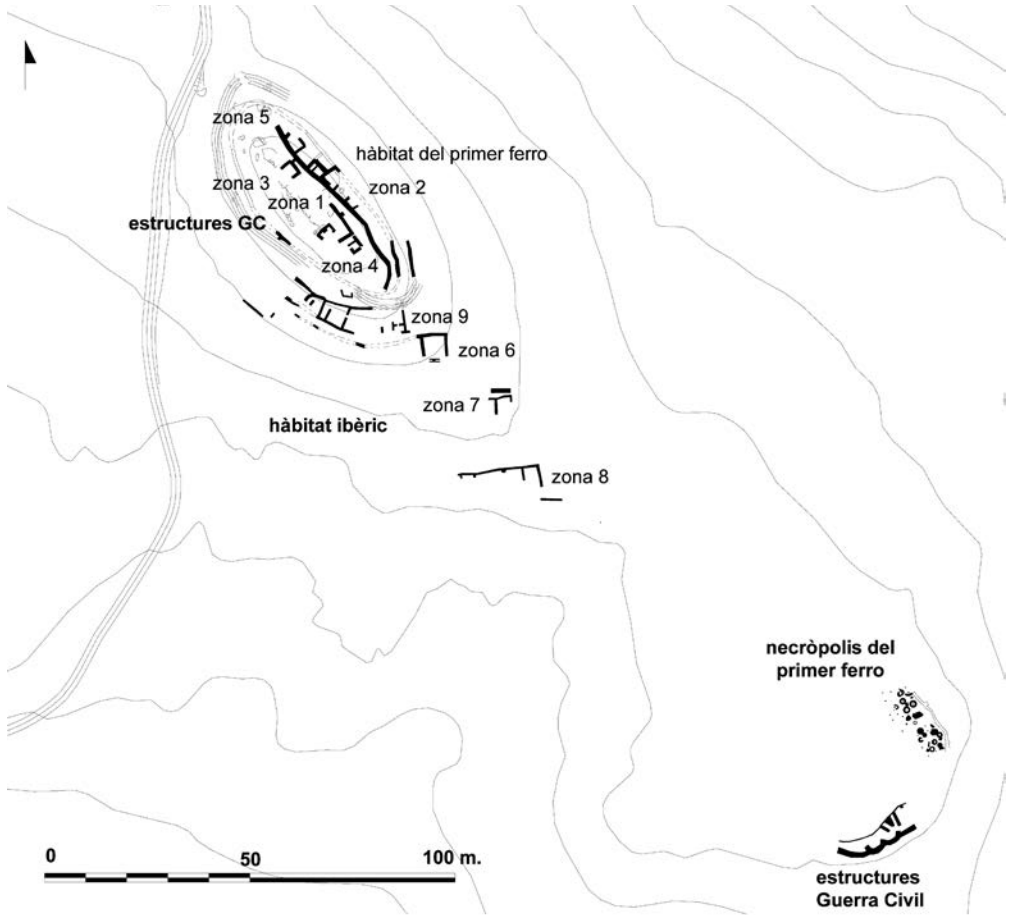 zona 5
hàbitat del primer ferro
zona 3
zona 2
zona 1
estructures GC
zona 4
zona 9
zona 6
zona 7
hàbitat ibèric
zona 8
necròpolis del
primer ferro
0
50
100 m.
estructures
Guerra Civil